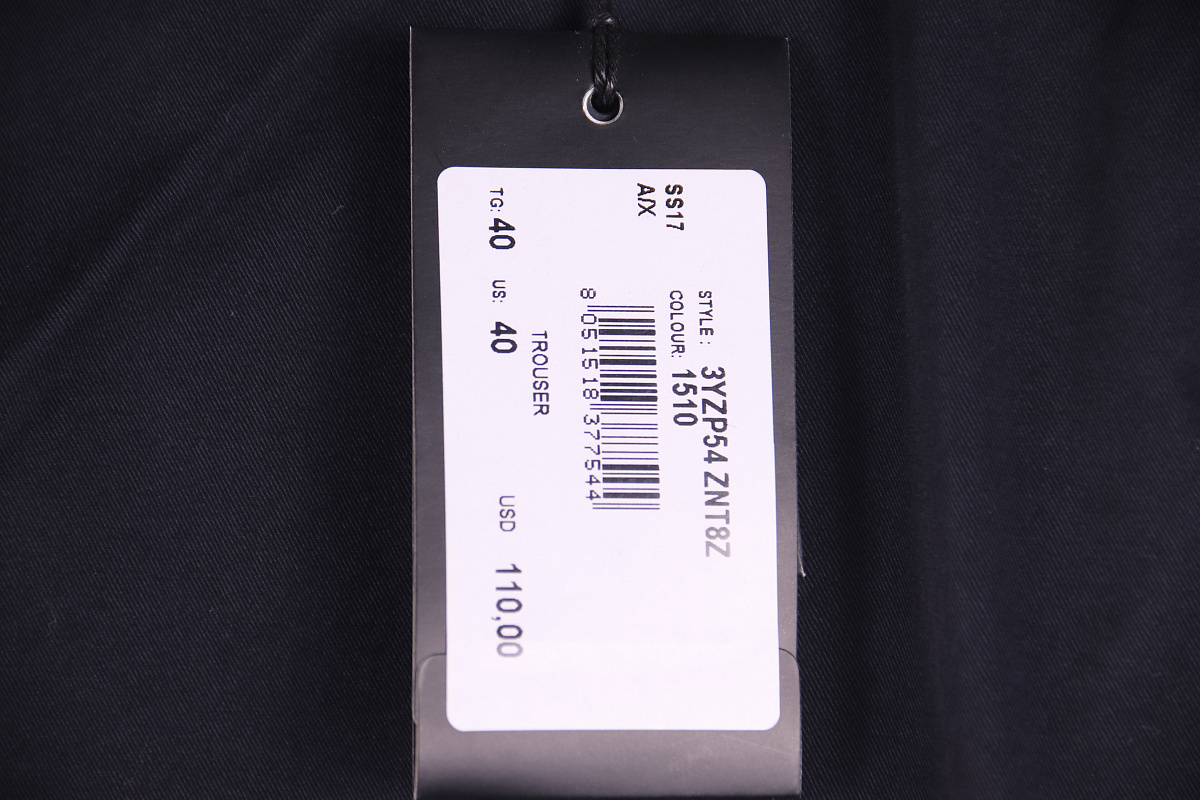 SS17
A/X
STYLE : 3YZP54 ZNT8Z
COLOUR: 1510
8 051518 377544
TROUSER
TG: 40 US: 40 USD 110,00